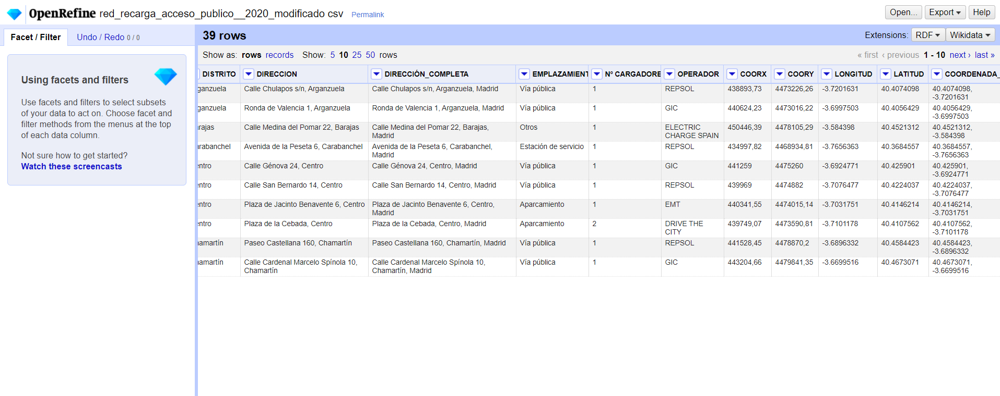 OpenRefine red_recarga_acceso_publico__2020_modificado csv Permalink Open... Export Help
Facet / Filter Undo / Redo 0 / 0
39 rows Extensions: RDF Wikidata
Show as: rows records Show: 5 10 25 50 rows « first ‹ previous 1 - 10 next › last »
Using facets and filters
Use facets and filters to select subsets
of your data to act on. Choose facet and
filter methods from the menus at the top
of each data column.
Not sure how to get started?
Watch these screencasts
DISTRITO DIRECCION DIRECCIÓN_COMPLETA EMPLAZAMIENT Nº CARGADORE OPERADOR COORX COORY LONGITUD LATITUD COORDENADA_
rganzuela Calle Chulapos s/n, Arganzuela Calle Chulapos s/n, Arganzuela, Madrid Vía pública 1 REPSOL 438893,73 4473226,26 -3.7201631 40.4074098 40.4074098,
-3.7201631
rganzuela Ronda de Valencia 1, Arganzuela Ronda de Valencia 1, Arganzuela, Madrid Vía pública 1 GIC 440624,23 4473016,22 -3.6997503 40.4056429 40.4056429,
-3.6997503
arajas Calle Medina del Pomar 22, Barajas Calle Medina del Pomar 22, Barajas, Otros 1 ELECTRIC 450446,39 4478105,29 -3.584398 40.4521312 40.4521312,
Madrid CHARGE SPAIN -3.584398
arabanchel Avenida de la Peseta 6, Carabanchel Avenida de la Peseta 6, Carabanchel, Estación de servicio 1 REPSOL 434997,82 4468934,81 -3.7656363 40.3684557 40.3684557,
Madrid -3.7656363
entro Calle Génova 24, Centro Calle Génova 24, Centro, Madrid Vía pública 1 GIC 441259 4475260 -3.6924771 40.425901 40.425901,
-3.6924771
entro Calle San Bernardo 14, Centro Calle San Bernardo 14, Centro, Madrid Vía pública 1 REPSOL 439969 4474882 -3.7076477 40.4224037 40.4224037,
-3.7076477
entro Plaza de Jacinto Benavente 6, Centro Plaza de Jacinto Benavente 6, Centro, Aparcamiento 1 EMT 440341,55 4474015,14 -3.7031751 40.4146214 40.4146214,
Madrid -3.7031751
entro Plaza de la Cebada, Centro Plaza de la Cebada, Centro, Madrid Aparcamiento 2 DRIVE THE 439749,07 4473590,81 -3.7101178 40.4107562 40.4107562,
CITY -3.7101178
hamartín Paseo Castellana 160, Chamartín Paseo Castellana 160, Chamartín, Madrid Vía pública 1 REPSOL 441528,45 4478870,2 -3.6896332 40.4584423 40.4584423,
-3.6896332
hamartín Calle Cardenal Marcelo Spínola 10, Calle Cardenal Marcelo Spínola 10, Vía pública 1 GIC 443204,66 4479841,35 -3.6699516 40.4673071 40.4673071,
Chamartín Chamartín, Madrid -3.6699516